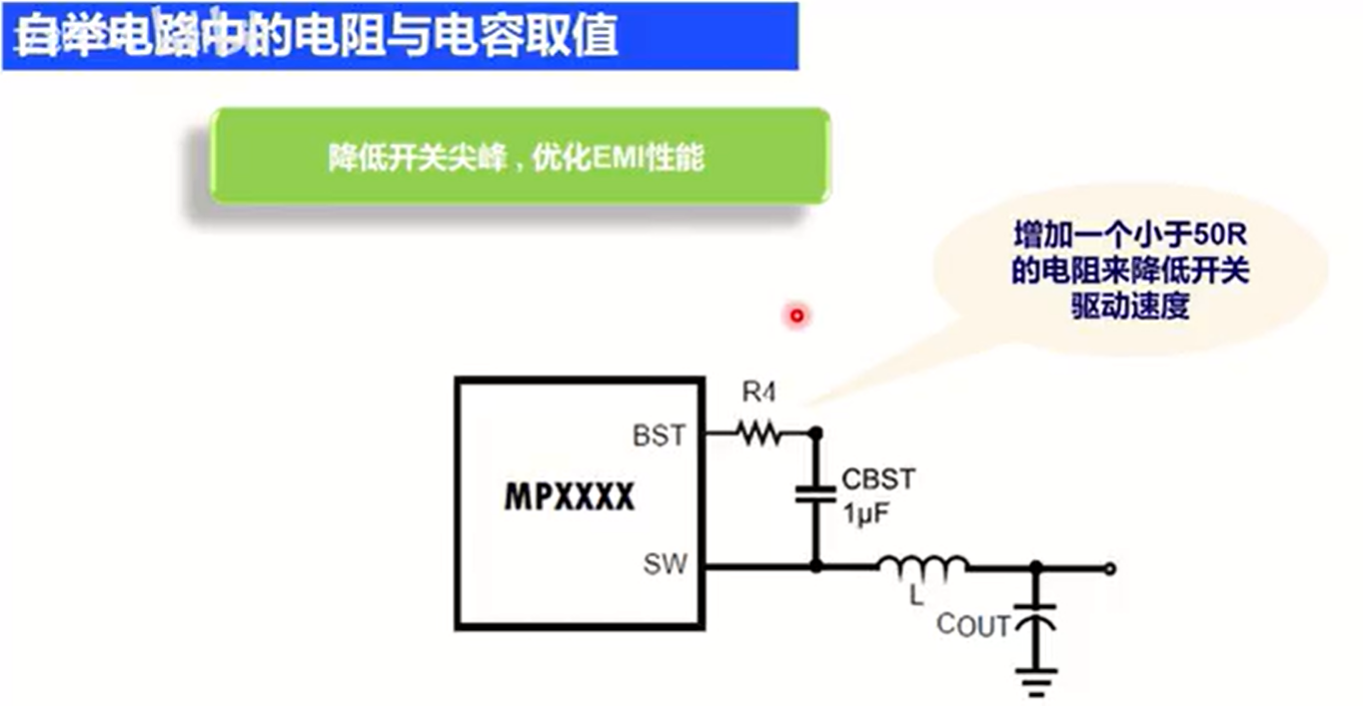 自举电路中的电阻与电容取值
降低开关尖峰，优化EMI性能
增加一个小于50R
的电阻来降低开关
驱动速度
R4
BST
CBST
1μF
MPXXXX
SW
L
COUT